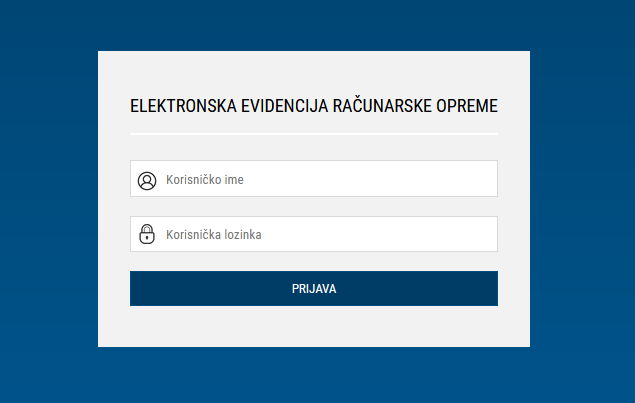 ELEKTRONSKA EVIDENCIJA RAČUNARSKE OPREME
Korisničko ime
Korisnička lozinka
PRIJAVA